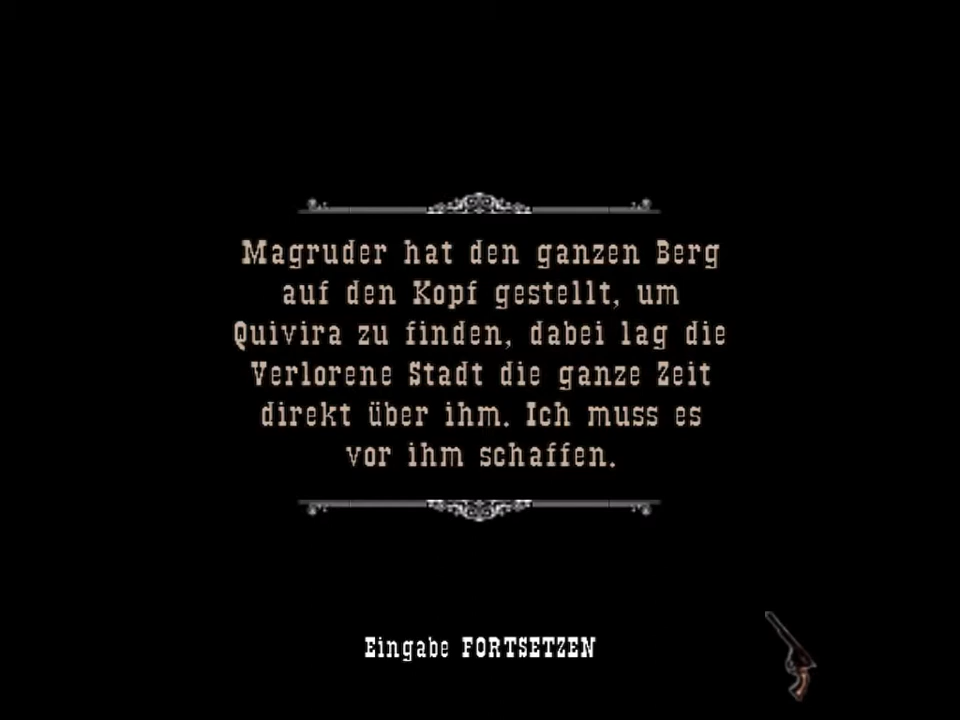 Magruder hat den ganzen Berg
auf den Kopf gestellt, um
Quivira zu finden, dabei lag die
Verlorene Stadt die ganze Zeit
direkt über ihm. Ich muss es
vor ihm schaffen.
Eingabe FORTSETZEN